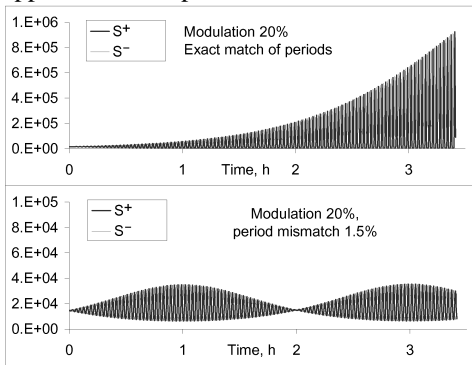 1.E+06
8.E+05
6.E+05
4.E+05
2.E+05
0.E+00
S+
S−
Modulation 20%
Exact match of periods
0 1 2 3
Time, h
1.E+05
8.E+04
6.E+04
4.E+04
2.E+04
0.E+00
S+
S−
Modulation 20%,
period mismatch 1.5%
0 1 2 3
Time, h